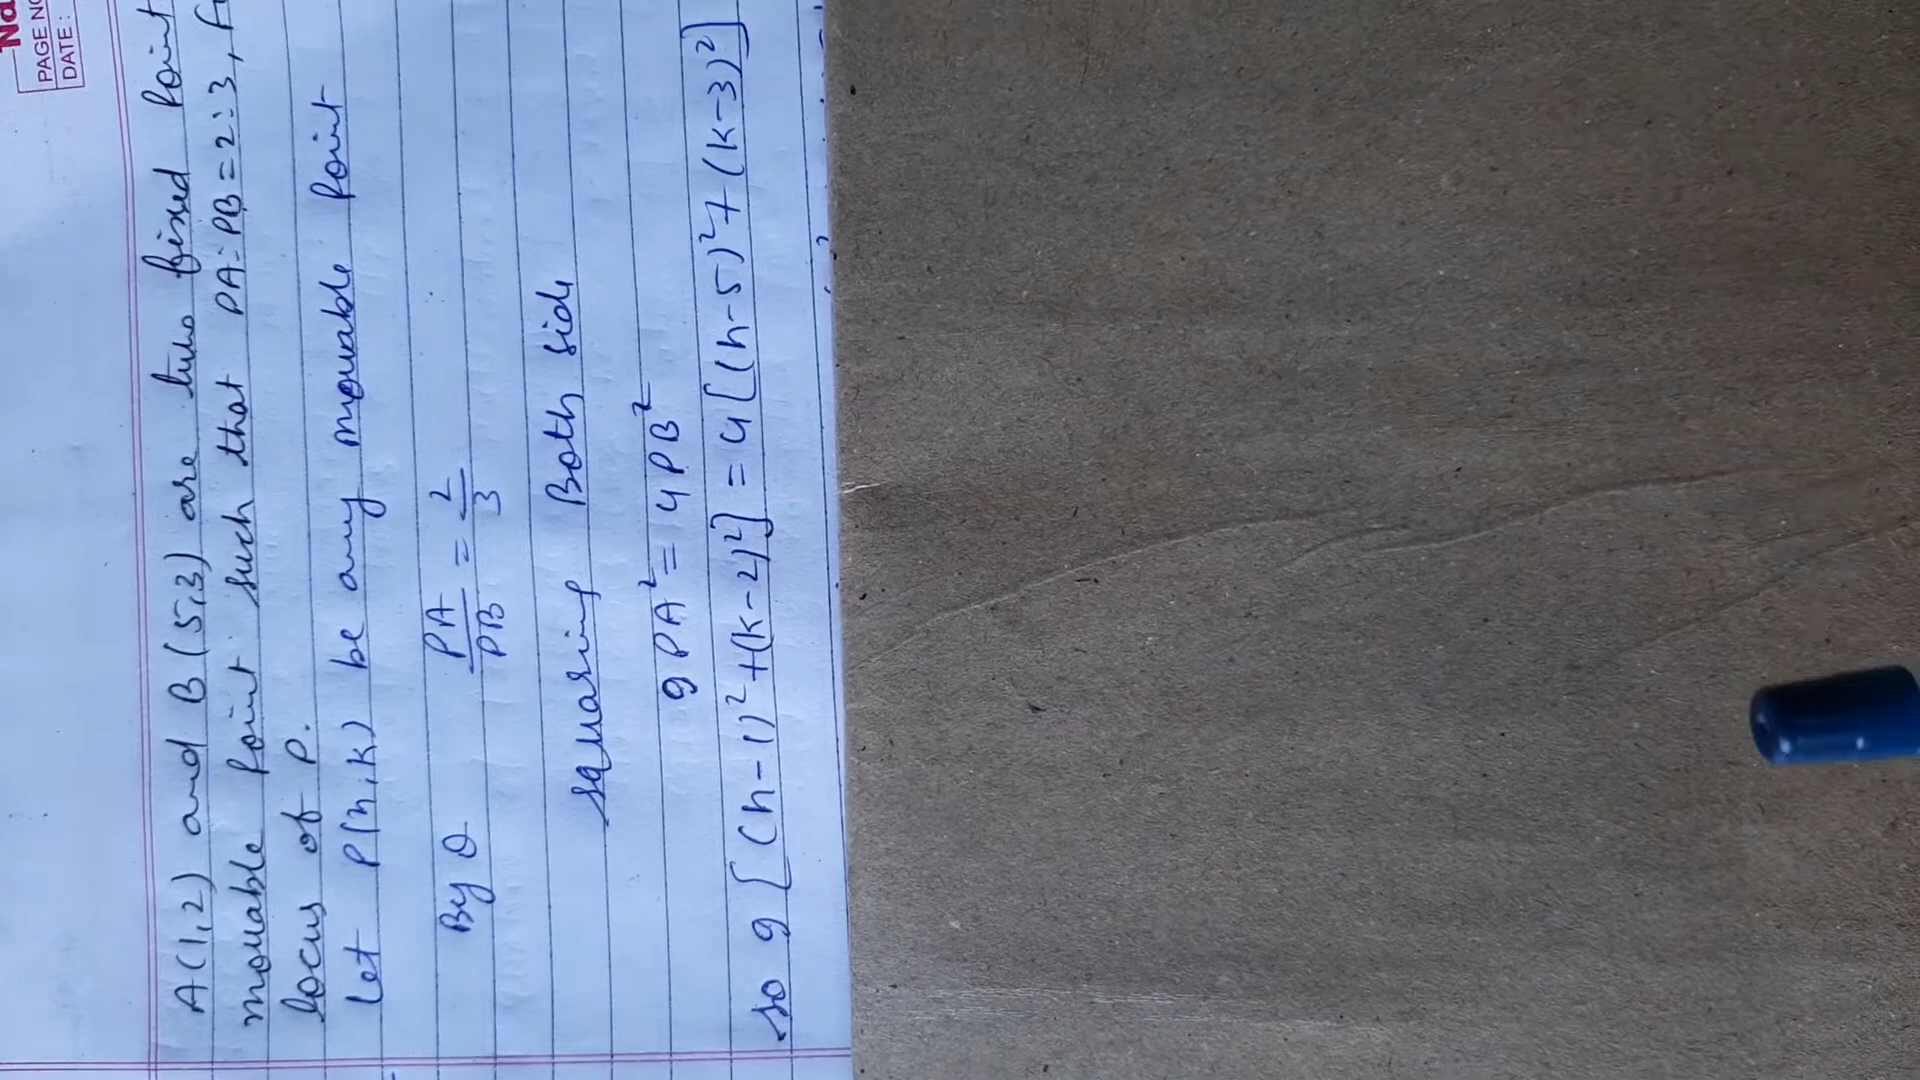 Na
PAGE NO
DATE:
A(1,2) and B(5,3) are two fixed point
movable point such that PA:PB=2:3,
locus of P.
Let P(h,k) be any movable point
By Q PA/PB = 2/3
squaring Both side
9PA² = 4PB²
so 9[(h-1)²+(k-2)²] = 4[(h-5)²+(k-3)²]